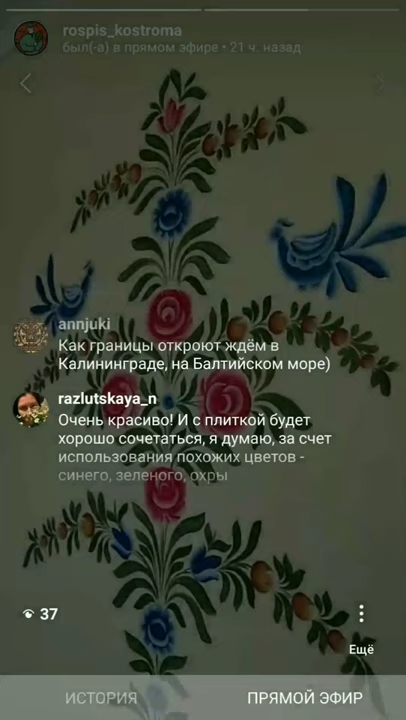 rospis_kostroma
был(-а) в прямом эфире • 21 ч. назад
annjuki
Как границы откроют ждём в
Калининграде, на Балтийском море)
razlutskaya_n
Очень красиво! И с плиткой будет
хорошо сочетаться, я думаю, за счет
использования похожих цветов -
синего, зеленого, охры
37
Ещё
ИСТОРИЯ
ПРЯМОЙ ЭФИР